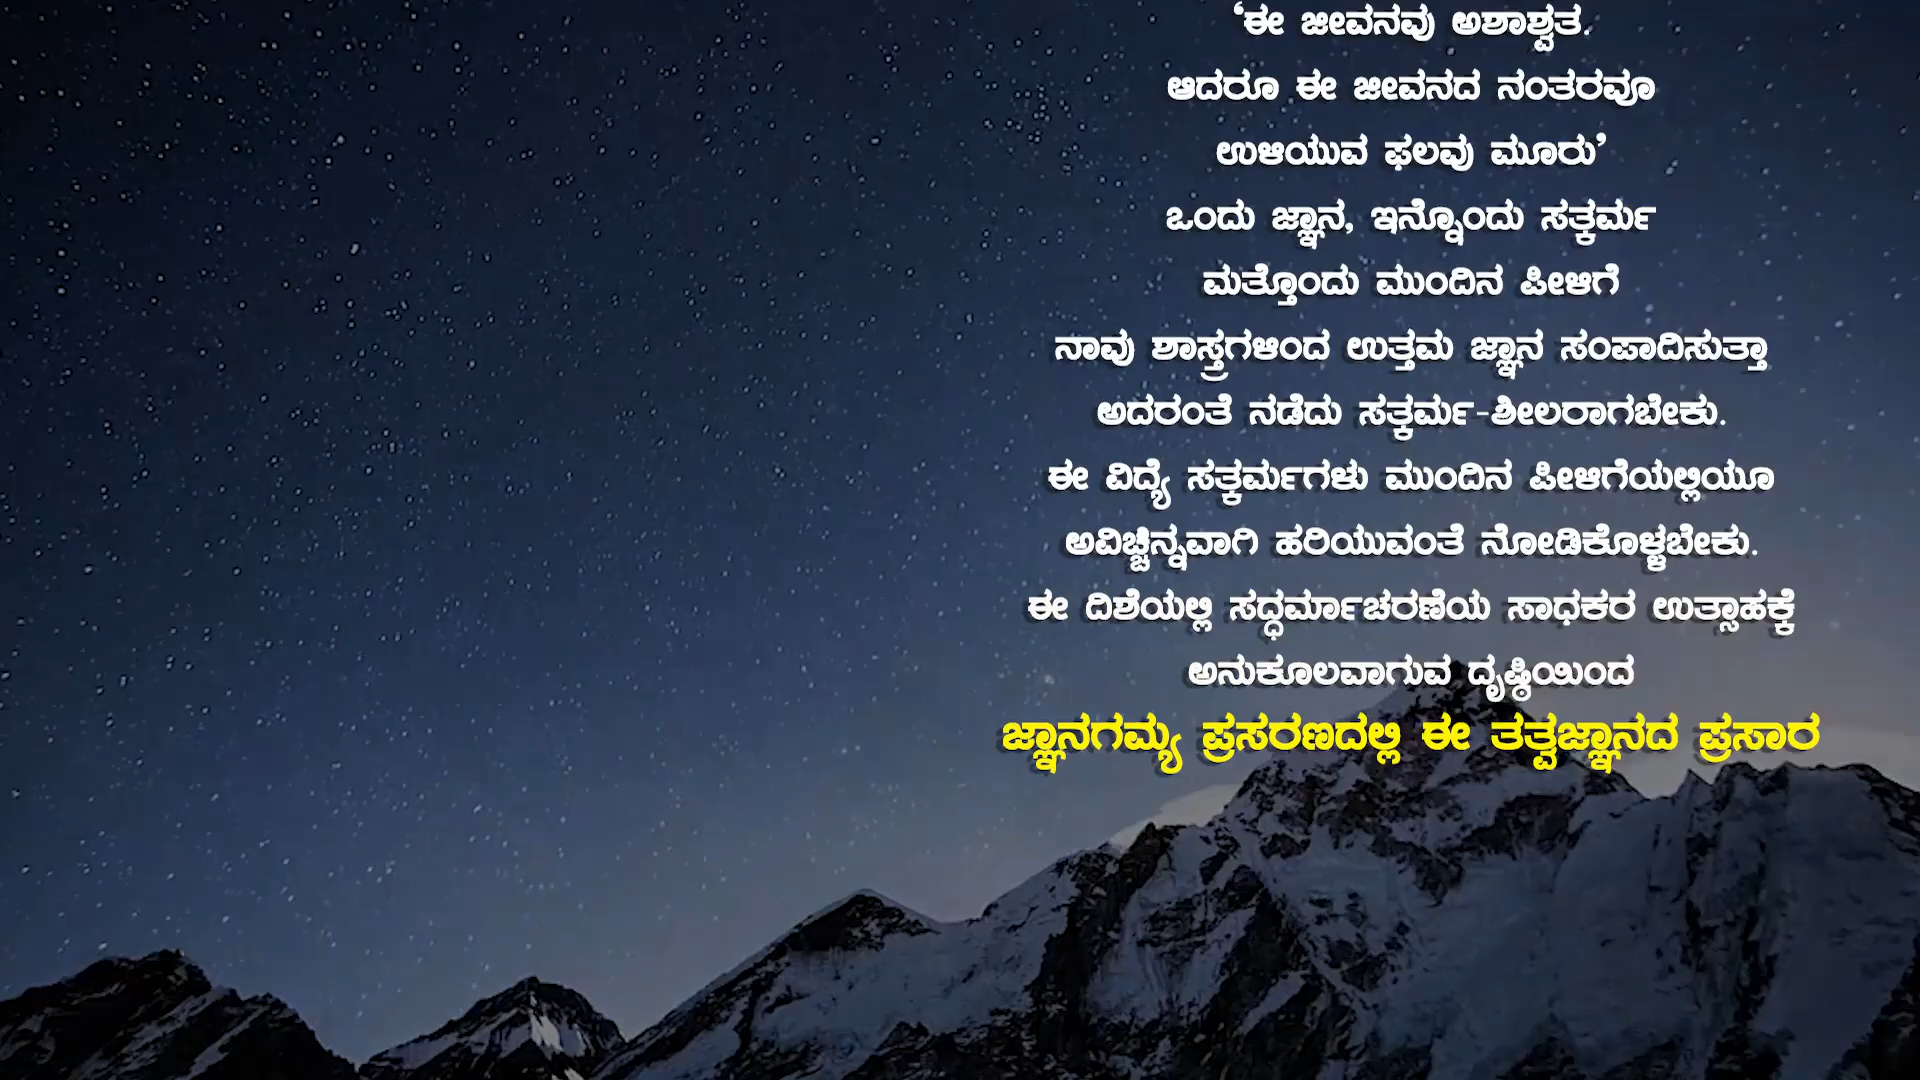 ‘ಈ ಜೀವನವು ಅಶಾಶ್ವತ.
ಆದರೂ ಈ ಜೀವನದ ನಂತರವೂ
ಉಳಿಯುವ ಫಲವು ಮೂರು’
ಒಂದು ಜ್ಞಾನ, ಇನ್ನೊಂದು ಸತ್ಕರ್ಮ
ಮತ್ತೊಂದು ಮುಂದಿನ ಪೀಳಿಗೆ
ನಾವು ಶಾಸ್ತ್ರಗಳಿಂದ ಉತ್ತಮ ಜ್ಞಾನ ಸಂಪಾದಿಸುತ್ತಾ
ಅದರಂತೆ ನಡೆದು ಸತ್ಕರ್ಮ-ಶೀಲರಾಗಬೇಕು.
ಈ ವಿದ್ಯೆ ಸತ್ಕರ್ಮಗಳು ಮುಂದಿನ ಪೀಳಿಗೆಯಲ್ಲಿಯೂ
ಅವಿಚ್ಛಿನ್ನವಾಗಿ ಹರಿಯುವಂತೆ ನೋಡಿಕೊಳ್ಳಬೇಕು.
ಈ ದಿಶೆಯಲ್ಲಿ ಸದ್ಧರ್ಮಾಚರಣೆಯ ಸಾಧಕರ ಉತ್ಸಾಹಕ್ಕೆ
ಅನುಕೂಲವಾಗುವ ದೃಷ್ಠಿಯಿಂದ
ಜ್ಞಾನಗಮ್ಯ ಪ್ರಸರಣದಲ್ಲಿ ಈ ತತ್ವಜ್ಞಾನದ ಪ್ರಸಾರ